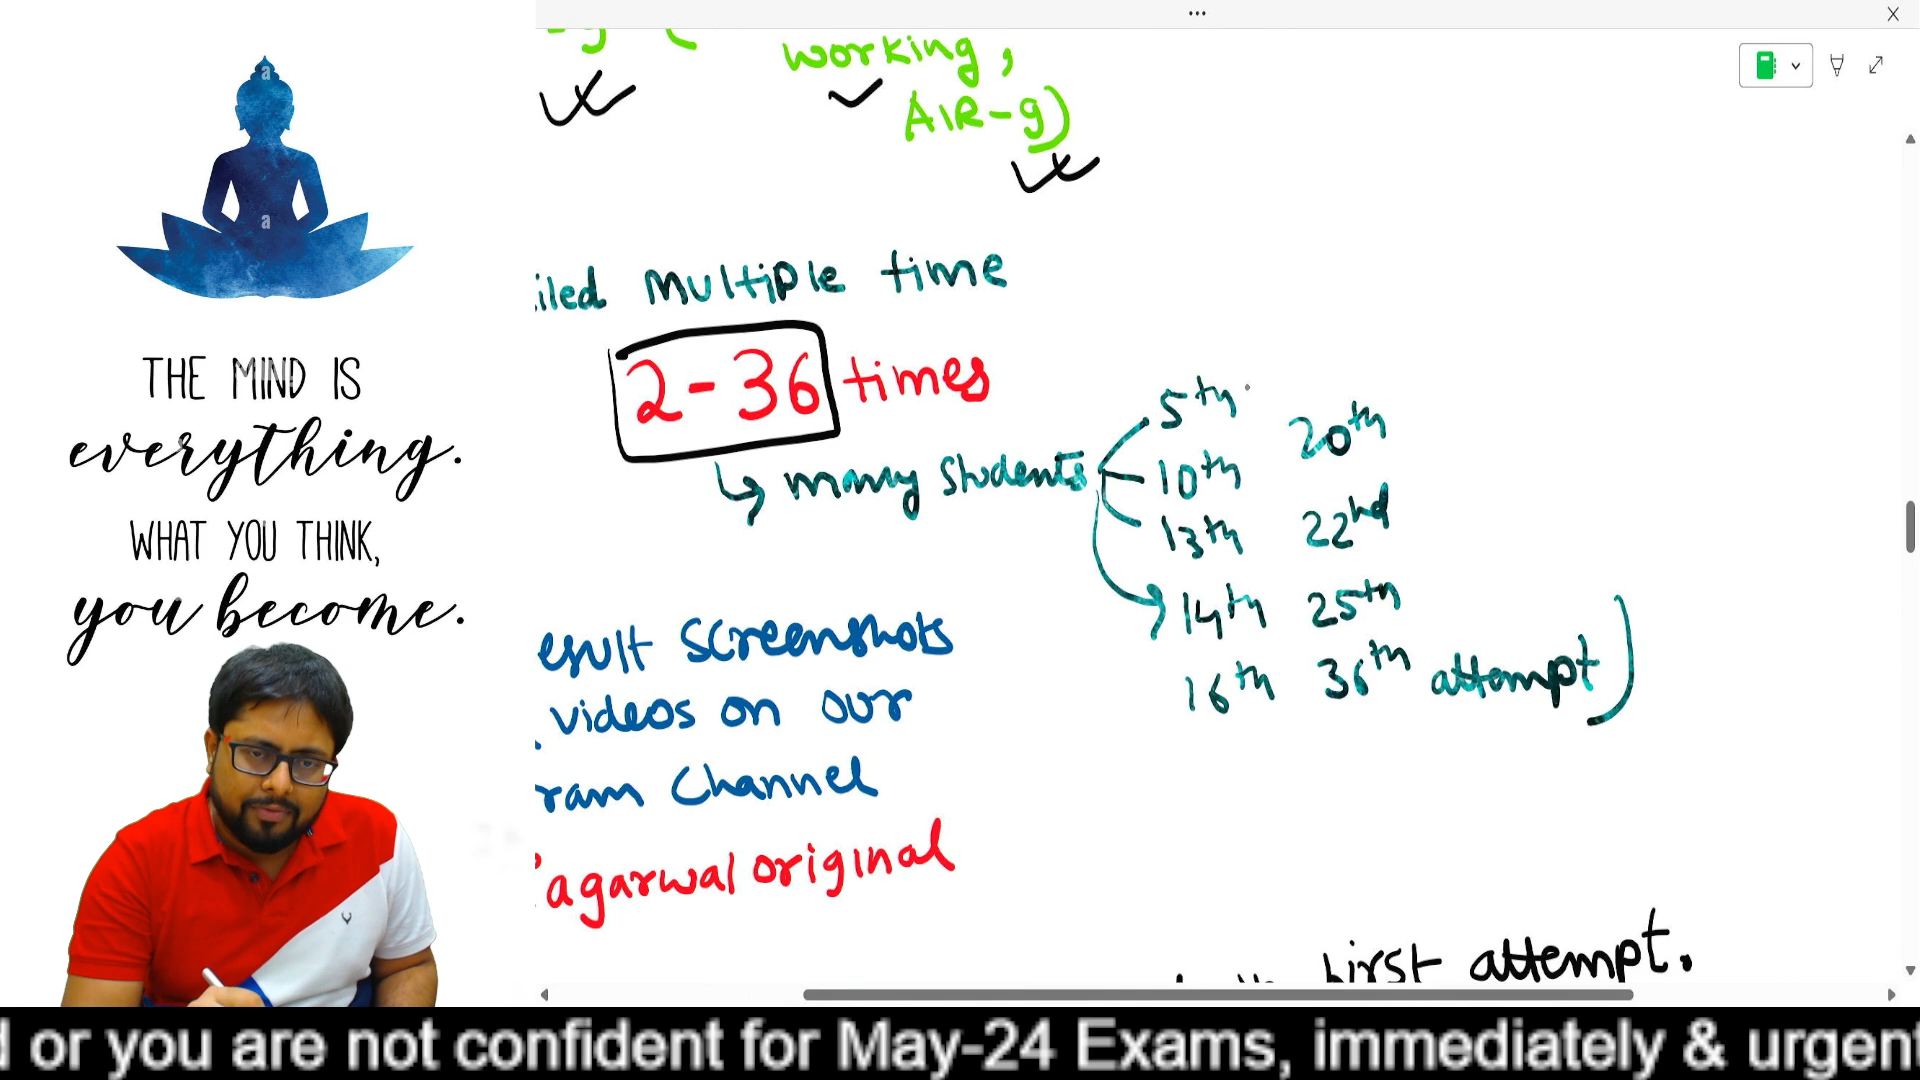 THE MIND IS
everything.
WHAT YOU THINK,
you become.
working,
AIR-9)
iled Multiple time
2-36 times
many Students
5th
10th
13th
14th
16th
20th
22nd
25th
36th attempt)
esult Screenshots
videos on our
ram Channel
agarwaloriginal
first attempt.
or you are not confident for May-24 Exams, immediately & urgent